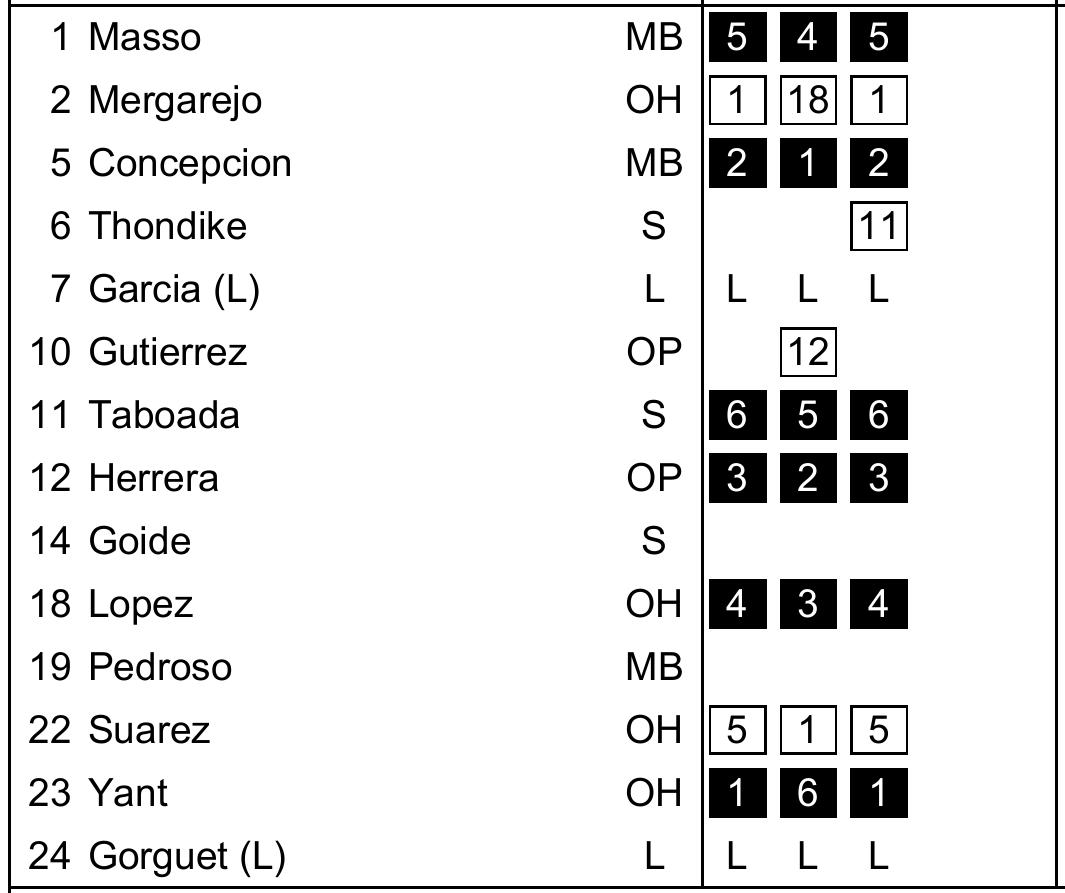 1 Masso MB 5 4 5
2 Mergarejo OH 1 18 1
5 Concepcion MB 2 1 2
6 Thondike S 11
7 Garcia (L) L L L L
10 Gutierrez OP 12
11 Taboada S 6 5 6
12 Herrera OP 3 2 3
14 Goide S
18 Lopez OH 4 3 4
19 Pedroso MB
22 Suarez OH 5 1 5
23 Yant OH 1 6 1
24 Gorguet (L) L L L L